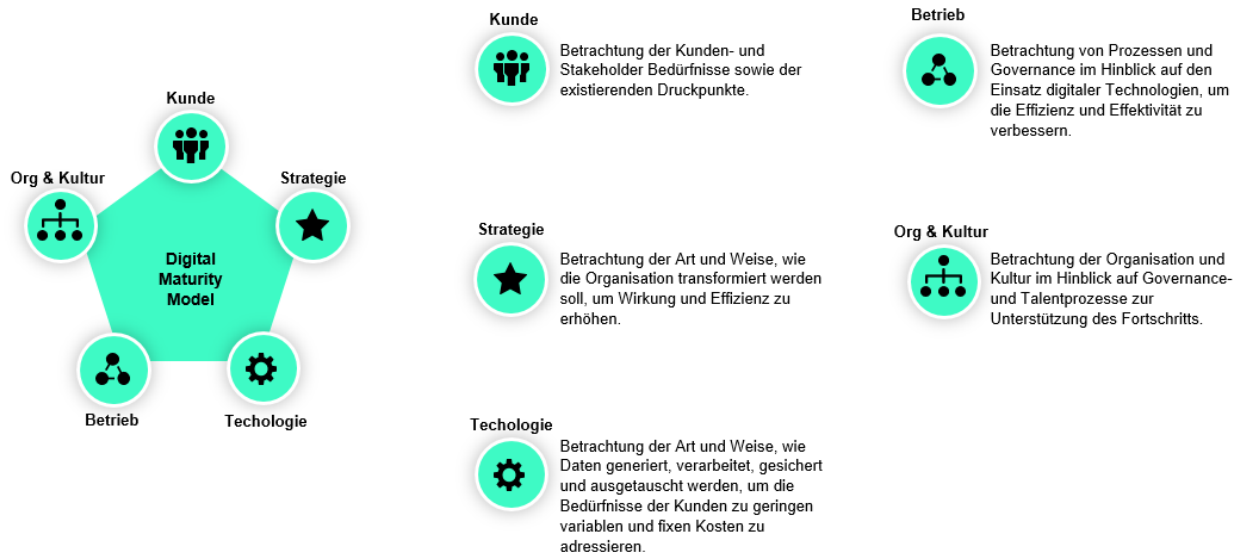 Kunde
Org & Kultur
Strategie
Digital
Maturity
Model
Betrieb
Techologie
Kunde
Betrachtung der Kunden- und
Stakeholder Bedürfnisse sowie der
existierenden Druckpunkte.
Strategie
Betrachtung der Art und Weise, wie
die Organisation transformiert werden
soll, um Wirkung und Effizienz zu
erhöhen.
Techologie
Betrachtung der Art und Weise, wie
Daten generiert, verarbeitet, gesichert
und ausgetauscht werden, um die
Bedürfnisse der Kunden zu geringen
variablen und fixen Kosten zu
adressieren.
Betrieb
Betrachtung von Prozessen und
Governance im Hinblick auf den
Einsatz digitaler Technologien, um
die Effizienz und Effektivität zu
verbessern.
Org & Kultur
Betrachtung der Organisation und
Kultur im Hinblick auf Governance-
und Talentprozesse zur
Unterstützung des Fortschritts.